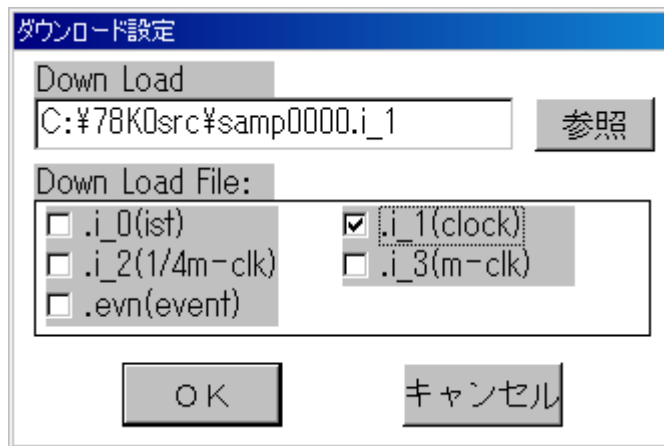 ダウンロード設定
Down Load
C:¥78K0src¥samp0000.i_1
参照
Down Load File:
.i_0(ist)
.i_1(clock)
.i_2(1/4m-clk)
.i_3(m-clk)
.evn(event)
OK
キャンセル